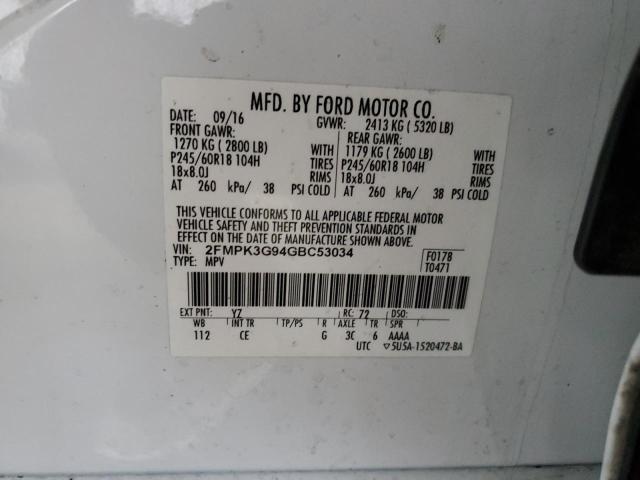 MFD. BY FORD MOTOR CO.
DATE: 09/16 GVWR: 2413 KG ( 5320 LB)
FRONT GAWR: REAR GAWR:
1270 KG ( 2800 LB) WITH 1179 KG ( 2600 LB) WITH
P245/60R18 104H TIRES P245/60R18 104H TIRES
18x8.0J RIMS 18x8.0J RIMS
AT 260 kPa/ 38 PSI COLD AT 260 kPa/ 38 PSI COLD
THIS VEHICLE CONFORMS TO ALL APPLICABLE FEDERAL MOTOR
VEHICLE SAFETY AND THEFT PREVENTION STANDARDS IN
EFFECT ON THE DATE OF MANUFACTURE SHOWN ABOVE.
VIN: 2FMPK3G94GBC53034 F0178
TYPE: MPV T0471
EXT PNT: YZ RC: 72 DSO:
WB INT TR TP/PS R AXLE TR SPR
112 CE G 3C 6 AAAA
UTC ▽5U5A-1520472-BA